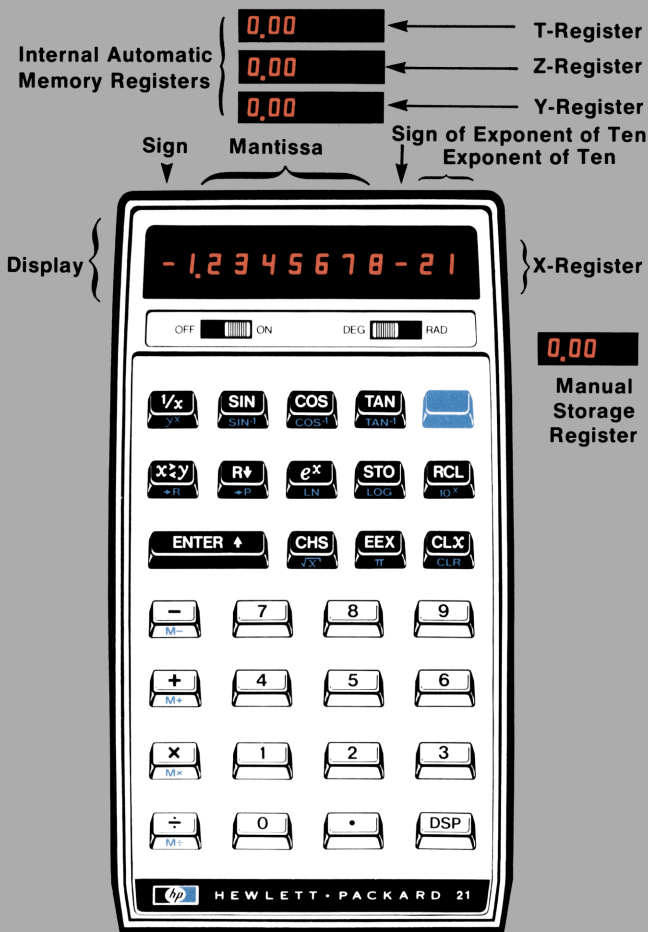 0.00
T-Register
Internal Automatic
Memory Registers
0.00
Z-Register
0.00
Y-Register
Sign
Mantissa
Sign of Exponent of Ten
Exponent of Ten
Display
-1.2345678-21
X-Register
OFF ON DEG RAD
0.00
Manual
Storage
Register
1/x SIN COS TAN
yˣ SIN⁻¹ COS⁻¹ TAN⁻¹
x≷y R↓ eˣ STO RCL
→R →P LN LOG 10ˣ
ENTER ↑ CHS EEX CLx
√x π CLR
− 7 8 9
M−
+ 4 5 6
M+
× 1 2 3
M×
÷ 0 • DSP
M÷
hp HEWLETT·PACKARD 21